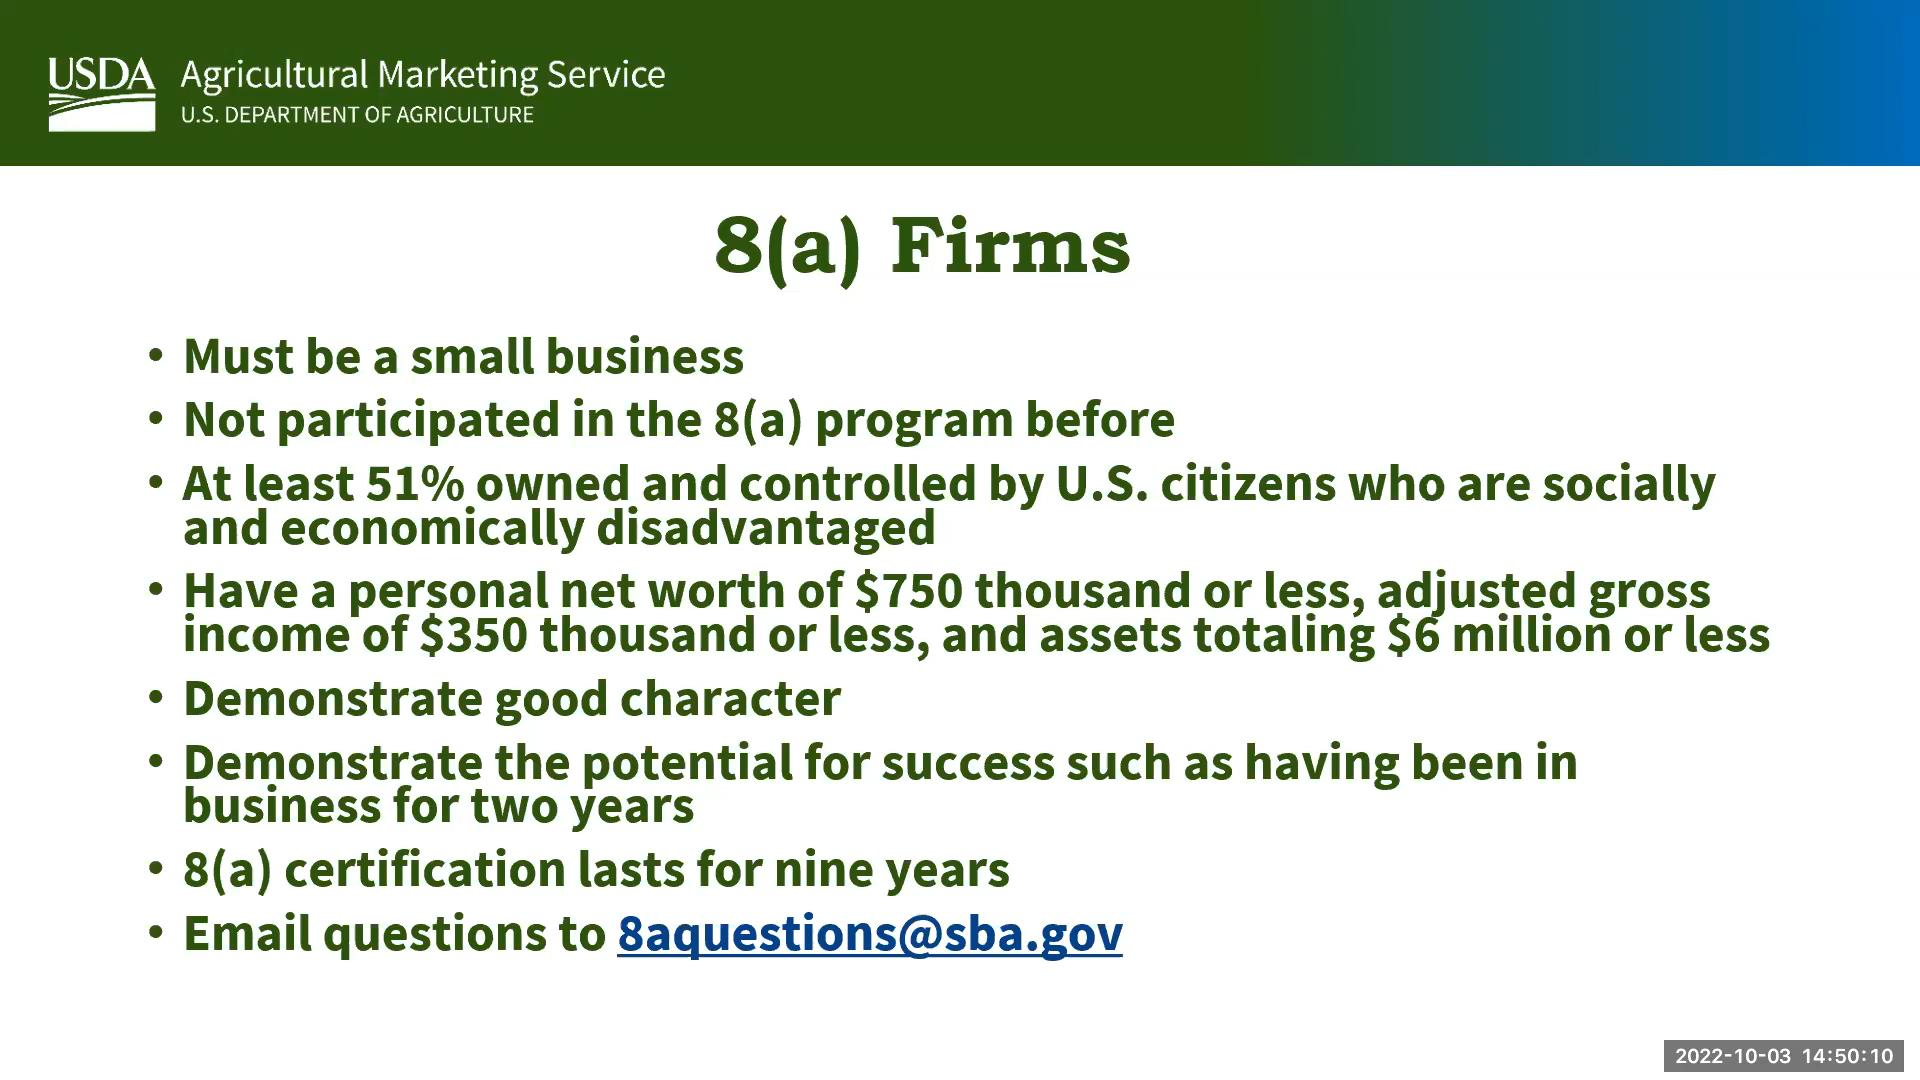 USDA
Agricultural Marketing Service
U.S. DEPARTMENT OF AGRICULTURE
8(a) Firms
• Must be a small business
• Not participated in the 8(a) program before
• At least 51% owned and controlled by U.S. citizens who are socially
and economically disadvantaged
• Have a personal net worth of $750 thousand or less, adjusted gross
income of $350 thousand or less, and assets totaling $6 million or less
• Demonstrate good character
• Demonstrate the potential for success such as having been in
business for two years
• 8(a) certification lasts for nine years
• Email questions to 8aquestions@sba.gov
2022-10-03 14:50:10